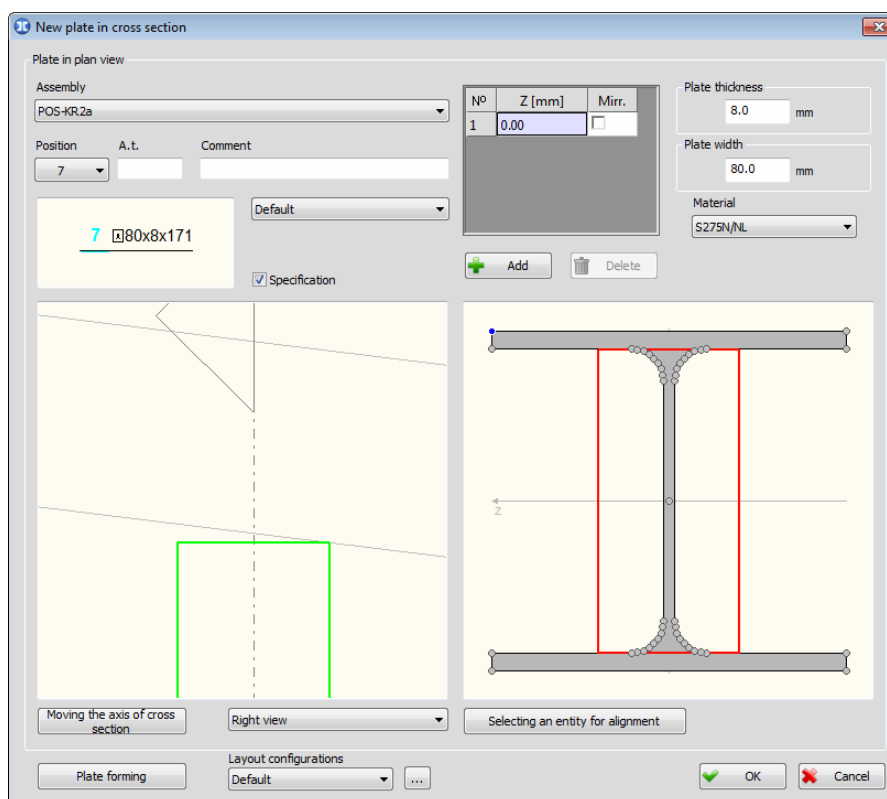 New plate in cross section
Plate in plan view
Assembly
POS-KR2a
Position A.t. Comment
7
7 80x8x171
Default
Specification
Nº Z [mm] Mirr.
1 0.00
Add Delete
Plate thickness
8.0 mm
Plate width
80.0 mm
Material
S275N/NL
Z
Moving the axis of cross
section
Right view
Selecting an entity for alignment
Plate forming
Layout configurations
Default
...
OK Cancel